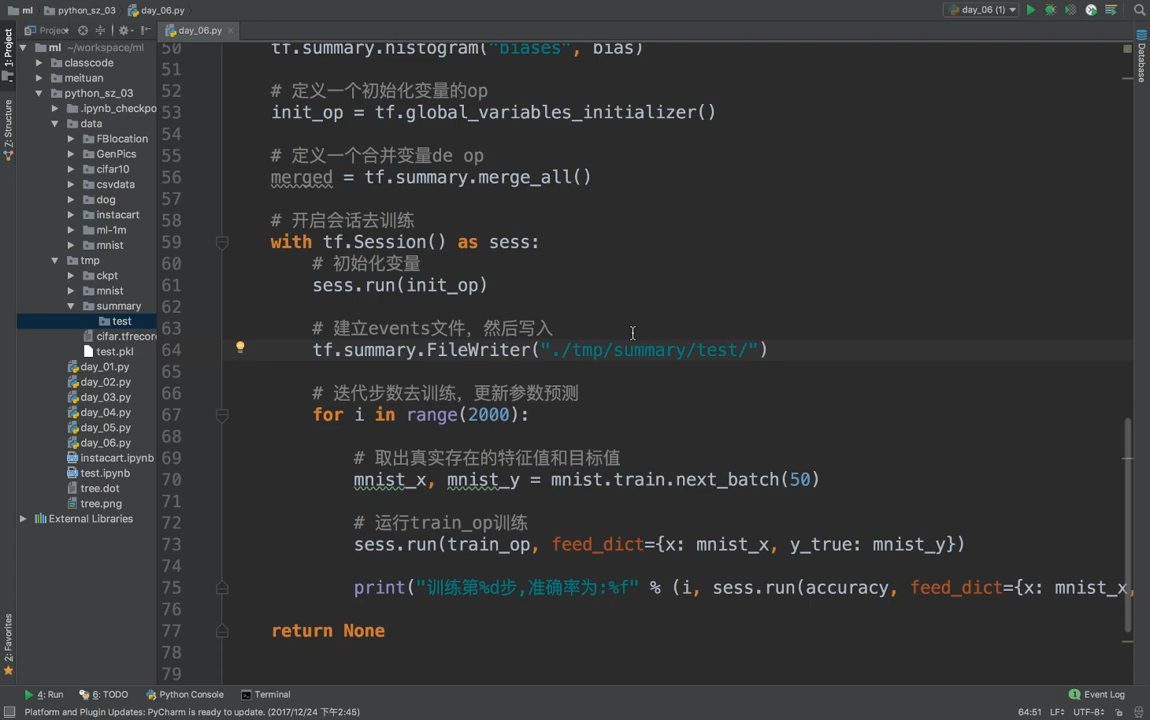 ml
python_sz_03
day_06.py
day_06 (1)
1: Project
Z: Structure
2: Favorites
Database
Project
day_06.py
ml ~/workspace/ml
classcode
meituan
python_sz_03
.ipynb_checkpo
data
FBlocation
GenPics
cifar10
csvdata
dog
instacart
ml-1m
mnist
tmp
ckpt
mnist
summary
test
cifar.tfrecor
test.pkl
day_01.py
day_02.py
day_03.py
day_04.py
day_05.py
day_06.py
instacart.ipynb
test.ipynb
tree.dot
tree.png
External Libraries
50 tf.summary.histogram("biases", bias)
51
52 # 定义一个初始化变量的op
53 init_op = tf.global_variables_initializer()
54
55 # 定义一个合并变量de op
56 merged = tf.summary.merge_all()
57
58 # 开启会话去训练
59 with tf.Session() as sess:
60 # 初始化变量
61 sess.run(init_op)
62
63 # 建立events文件，然后写入
64 tf.summary.FileWriter("./tmp/summary/test/")
65
66 # 迭代步数去训练，更新参数预测
67 for i in range(2000):
68
69 # 取出真实存在的特征值和目标值
70 mnist_x, mnist_y = mnist.train.next_batch(50)
71
72 # 运行train_op训练
73 sess.run(train_op, feed_dict={x: mnist_x, y_true: mnist_y})
74
75 print("训练第%d步,准确率为:%f" % (i, sess.run(accuracy, feed_dict={x: mnist_x,
76
77 return None
78
79
4: Run
6: TODO
Python Console
Terminal
1 Event Log
Platform and Plugin Updates: PyCharm is ready to update. (2017/12/24 下午2:45)
64:51 LF÷ UTF-8÷